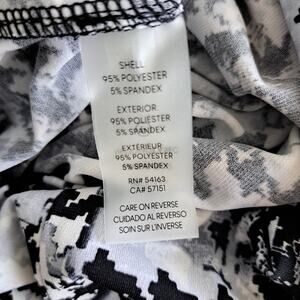 SHELL
95% POLYESTER
5% SPANDEX
EXTERIOR
95% POLIÉSTER
5% SPANDEX
EXTÉRIEUR
95% POLYESTER
5% SPANDEX
RN# 54163
CA# 57151
CARE ON REVERSE
CUIDADO AL REVERSO
SOIN SUR L'INVERSE